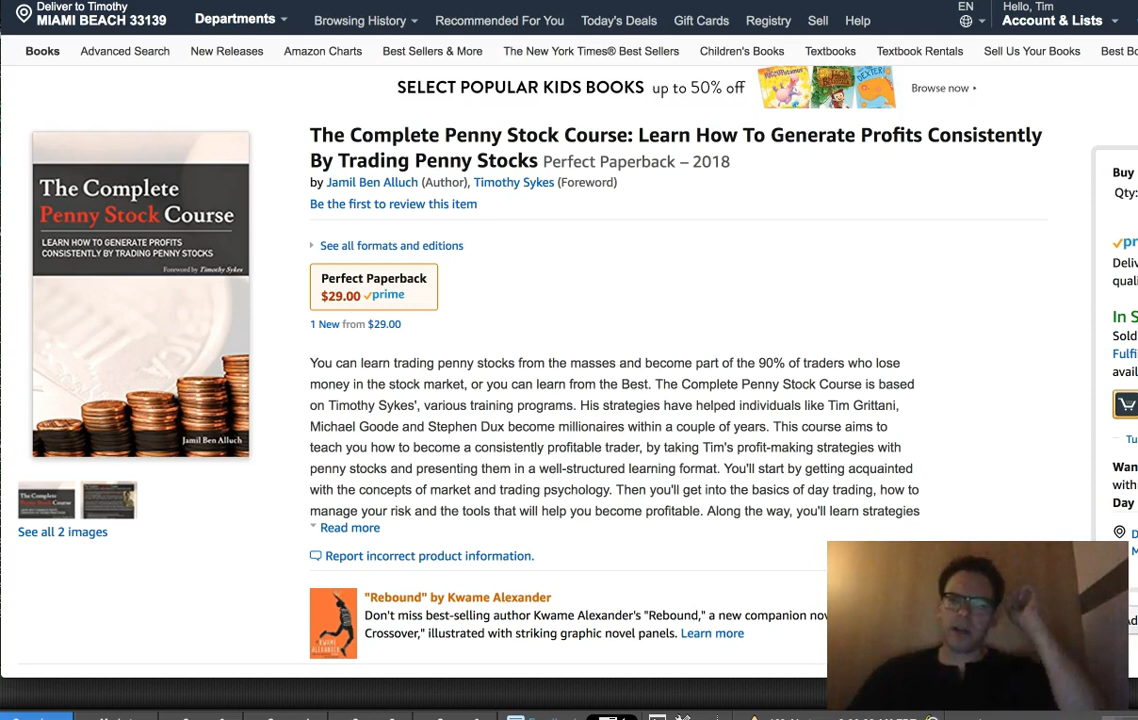 Deliver to Timothy
MIAMI BEACH 33139
Departments
Browsing History
Recommended For You
Today's Deals
Gift Cards
Registry
Sell
Help
EN
Hello, Tim
Account & Lists
Books
Advanced Search
New Releases
Amazon Charts
Best Sellers & More
The New York Times® Best Sellers
Children's Books
Textbooks
Textbook Rentals
Sell Us Your Books
Best
SELECT POPULAR KIDS BOOKS up to 50% off
Browse now
The Complete
Penny Stock Course
LEARN HOW TO GENERATE PROFITS
CONSISTENTLY BY TRADING PENNY STOCKS
Foreword by Timothy Sykes
Jamil Ben Alluch
See all 2 images
The Complete Penny Stock Course: Learn How To Generate Profits Consistently
By Trading Penny Stocks Perfect Paperback – 2018
by Jamil Ben Alluch (Author), Timothy Sykes (Foreword)
Be the first to review this item
See all formats and editions
Perfect Paperback
$29.00 prime
1 New from $29.00
You can learn trading penny stocks from the masses and become part of the 90% of traders who lose
money in the stock market, or you can learn from the Best. The Complete Penny Stock Course is based
on Timothy Sykes', various training programs. His strategies have helped individuals like Tim Grittani,
Michael Goode and Stephen Dux become millionaires within a couple of years. This course aims to
teach you how to become a consistently profitable trader, by taking Tim's profit-making strategies with
penny stocks and presenting them in a well-structured learning format. You'll start by getting acquainted
with the concepts of market and trading psychology. Then you'll get into the basics of day trading, how to
manage your risk and the tools that will help you become profitable. Along the way, you'll learn strategies
Read more
Report incorrect product information.
"Rebound" by Kwame Alexander
Don't miss best-selling author Kwame Alexander's "Rebound," a new companion
Crossover," illustrated with striking graphic novel panels. Learn more
Buy
Qty:
In
Sold
Day